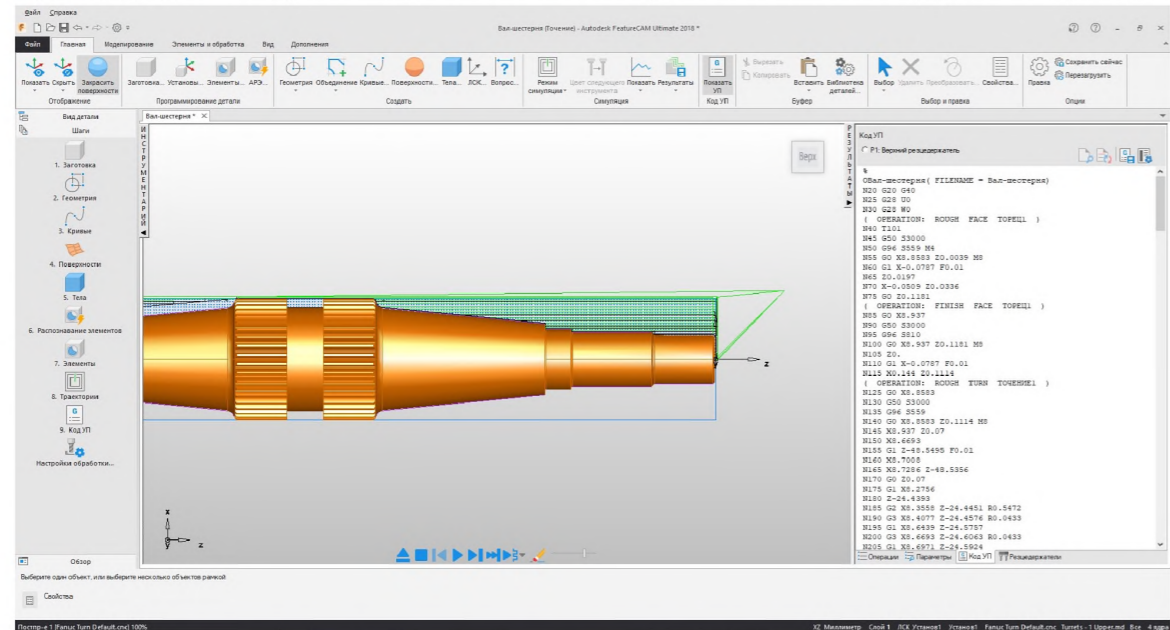 Файл Справка
Вал-шестерня (Точение) - Autodesk FeatureCAM Ultimate 2018 *
Файл Главная Моделирование Элементы и обработка Вид Дополнения
Показать Скрыть Закрасить поверхности
Заготовка... Установы... Элементы... АРЭ...
Геометрия Объединение Кривые... Поверхности... Тела... ЛСК... Вопрос...
Режим симуляции Цвет следующего инструмента Показать Результаты
Показать УП
Вырезать
Копировать
Вставить Библиотека деталей...
Выбор Удалить Преобразовать... Свойства...
Правка
Сохранить сейчас
Перезагрузить
Отображение Программирование детали Создать Симуляция Код УП Буфер Выбор и правка Опции
Вид детали
Шаги
1. Заготовка
2. Геометрия
3. Кривые
4. Поверхности
5. Тела
6. Распознавание элементов
7. Элементы
8. Траектории
G
9. Код УП
Настройки обработки...
Обзор
Вал-шестерня *
ИНСТРУМЕНТАРИЙ
Верх
z
x
y
z
РЕЗУЛЬТАТЫ
Код УП
P1: Верхний резцедержатель
%
OВал-шестерня( FILENAME = Вал-шестерня)
N20 G20 G40
N25 G28 U0
N30 G28 W0
( OPERATION: ROUGH FACE ТОРЕЦ1 )
N40 T101
N45 G50 S3000
N50 G96 S559 M4
N55 G0 X8.8583 Z0.0039 M8
N60 G1 X-0.0787 F0.01
N65 Z0.0197
N70 X-0.0509 Z0.0336
N75 G0 Z0.1181
( OPERATION: FINISH FACE ТОРЕЦ1 )
N85 G0 X8.937
N90 G50 S3000
N95 G96 S810
N100 G0 X8.937 Z0.1181 M8
N105 Z0.
N110 G1 X-0.0787 F0.01
N115 X0.144 Z0.1114
( OPERATION: ROUGH TURN ТОЧЕНИЕ1 )
N125 G0 X8.8583
N130 G50 S3000
N135 G96 S559
N140 G0 X8.8583 Z0.1114 M8
N145 X8.937 Z0.07
N150 X8.6693
N155 G1 Z-48.5495 F0.01
N160 X8.7008
N165 X8.7286 Z-48.5356
N170 G0 Z0.07
N175 G1 X8.2756
N180 Z-24.4393
N185 G2 X8.3558 Z-24.4451 R0.5472
N190 G3 X8.4077 Z-24.4576 R0.0433
N195 G1 X8.6439 Z-24.5757
N200 G3 X8.6693 Z-24.6063 R0.0433
N205 G1 X8.6971 Z-24.5924
Операции Параметры Код УП Резцедержатели
Выберите один объект, или выберите несколько объектов рамкой
Свойства
Постпр-е 1 (Fanuc Turn Default.cnc) 100%
XZ Миллиметр Слой 1 ЛСК Установ1 Установ1 Fanuc Turn Default.cnc Turrets - 1 Upper.md Все 4 ядра